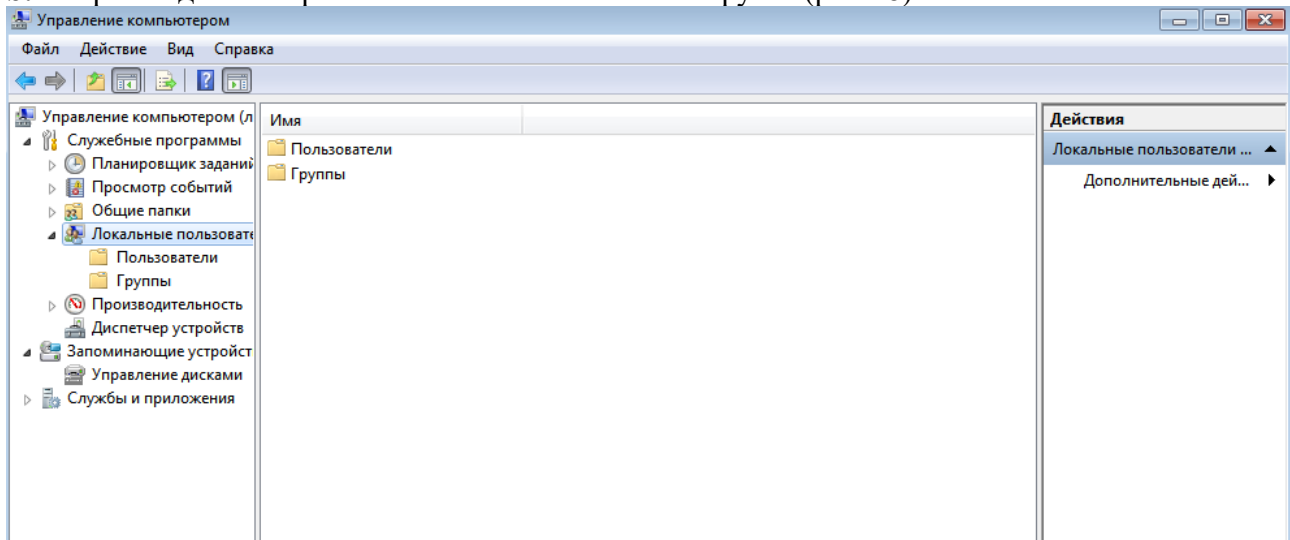 Управление компьютером
Файл Действие Вид Справка
Управление компьютером (л
Служебные программы
Планировщик заданий
Просмотр событий
Общие папки
Локальные пользовате
Пользователи
Группы
Производительность
Диспетчер устройств
Запоминающие устройст
Управление дисками
Службы и приложения
Имя
Пользователи
Группы
Действия
Локальные пользователи ...
Дополнительные дей...